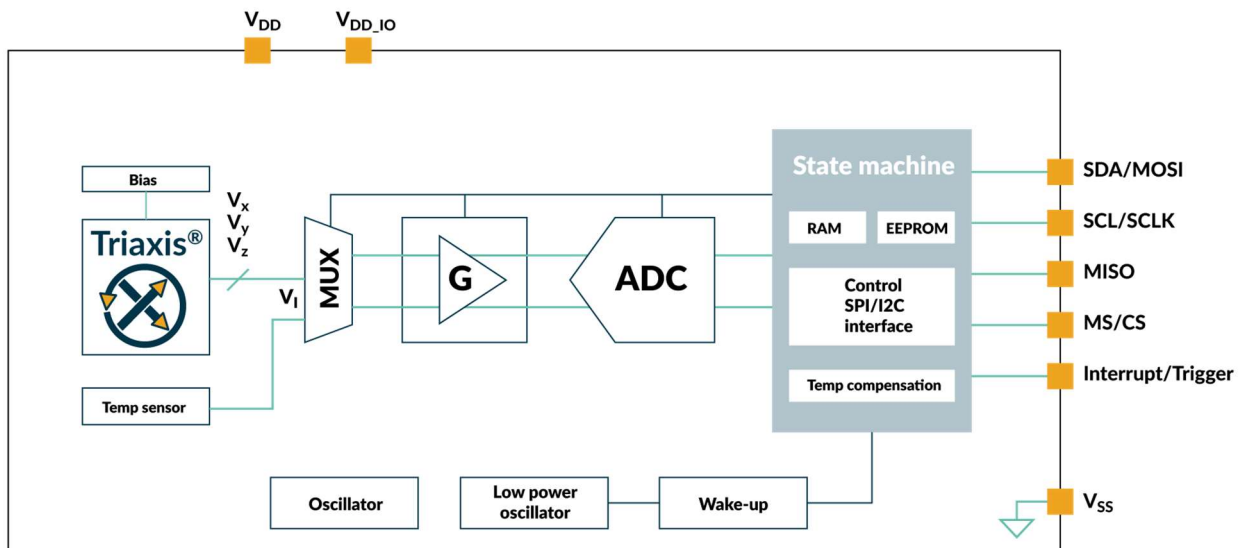 VDD
VDD_IO
State machine
SDA/MOSI
Bias
Vx
Vy
Vz
Triaxis®
RAM
EEPROM
SCL/SCLK
MUX
G
ADC
MISO
VI
Control
SPI/I2C
interface
MS/CS
Temp sensor
Temp compensation
Interrupt/Trigger
Oscillator
Low power
oscillator
Wake-up
VSS